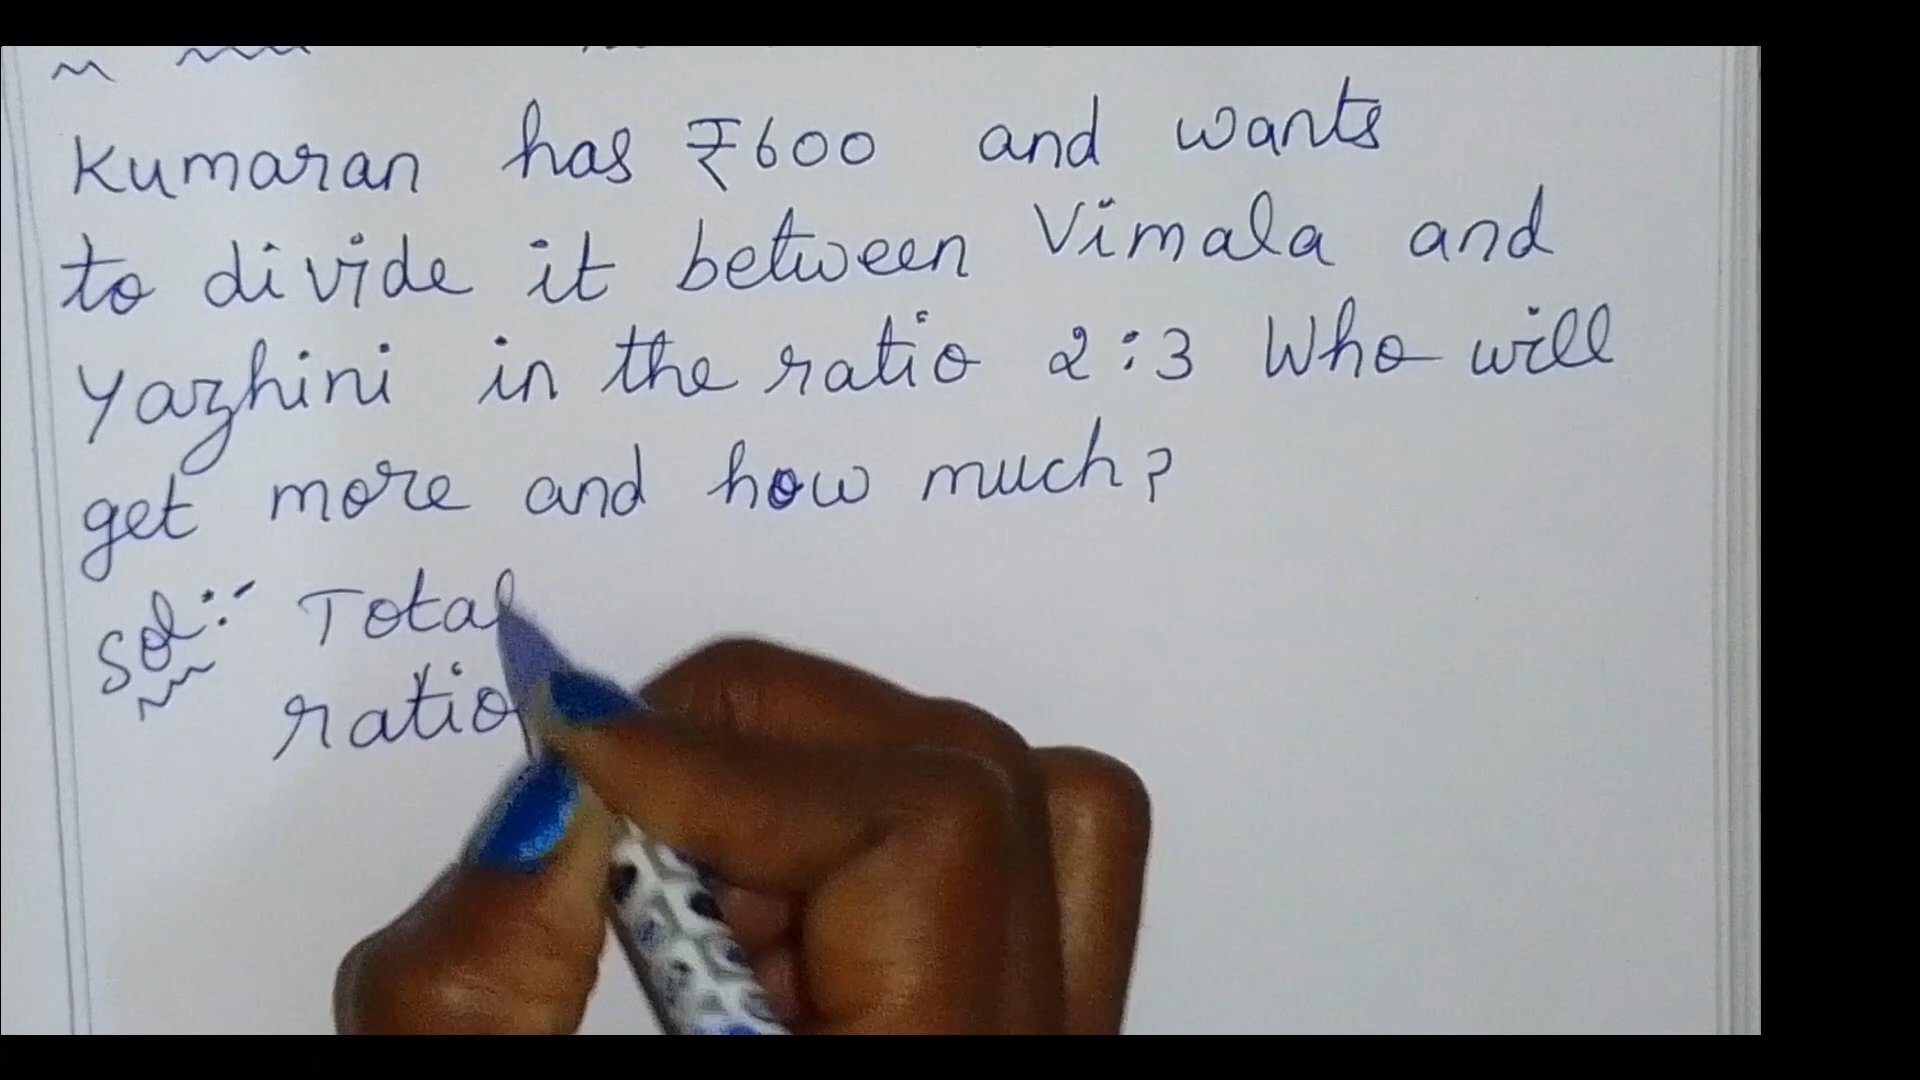 Kumaran has ₹600 and wants
to divide it between Vimala and
Yazhini in the ratio 2:3 Who will
get more and how much?
Sol:- Total
ratio